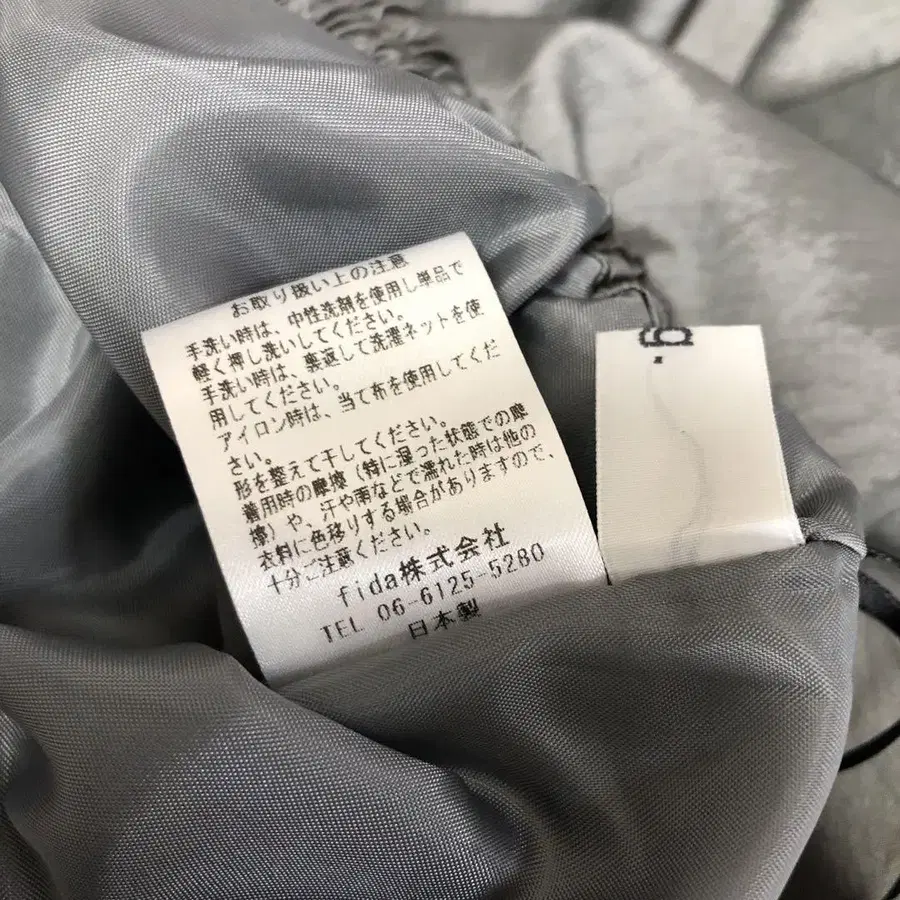 お取り扱い上の注意
手洗い時は、中性洗剤を使用し単品で
軽く押し洗いしてください。
手洗い時は、裏返して洗濯ネットを使
用してください。
アイロン時は、当て布を使用してくだ
さい。
形を整えて干してください。
着用時の摩擦（特に湿った状態での摩
擦）や、汗や雨などで濡れた時は他の
衣料に色移りする場合がありますので、
十分ご注意ください。
fida株式会社
TEL 06-6125-5280
日本製